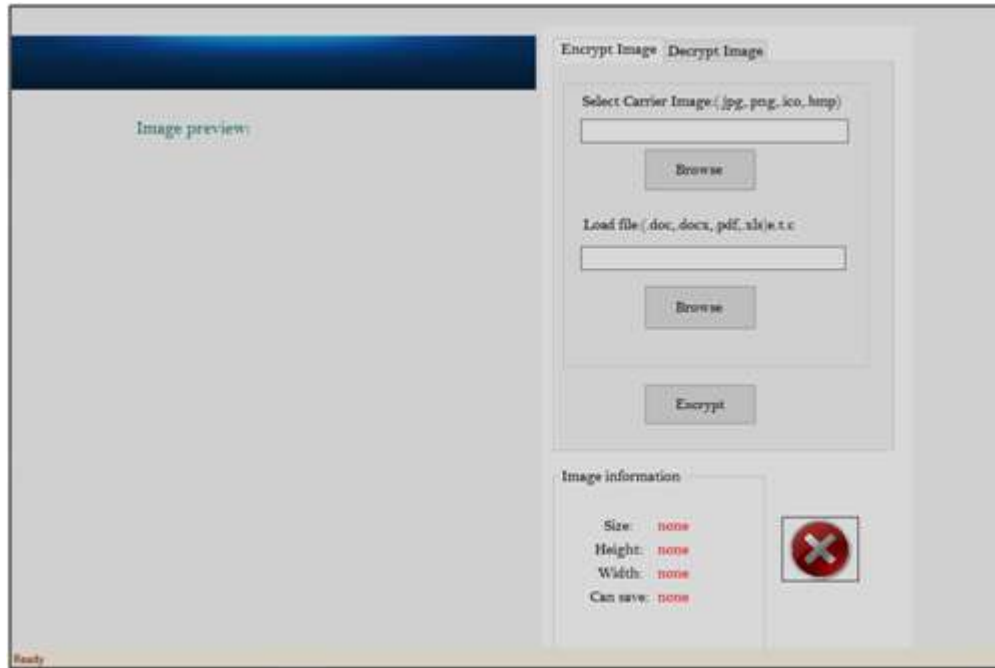 Encrypt Image Decrypt Image
Image preview:
Select Carrier Image:(.jpg, png, ico, bmp)
Browse
Load file:(.doc,.docx,.pdf,.xls)e.t.c
Browse
Encrypt
Image information
Size: none
Height: none
Width: none
Can save: none
Ready